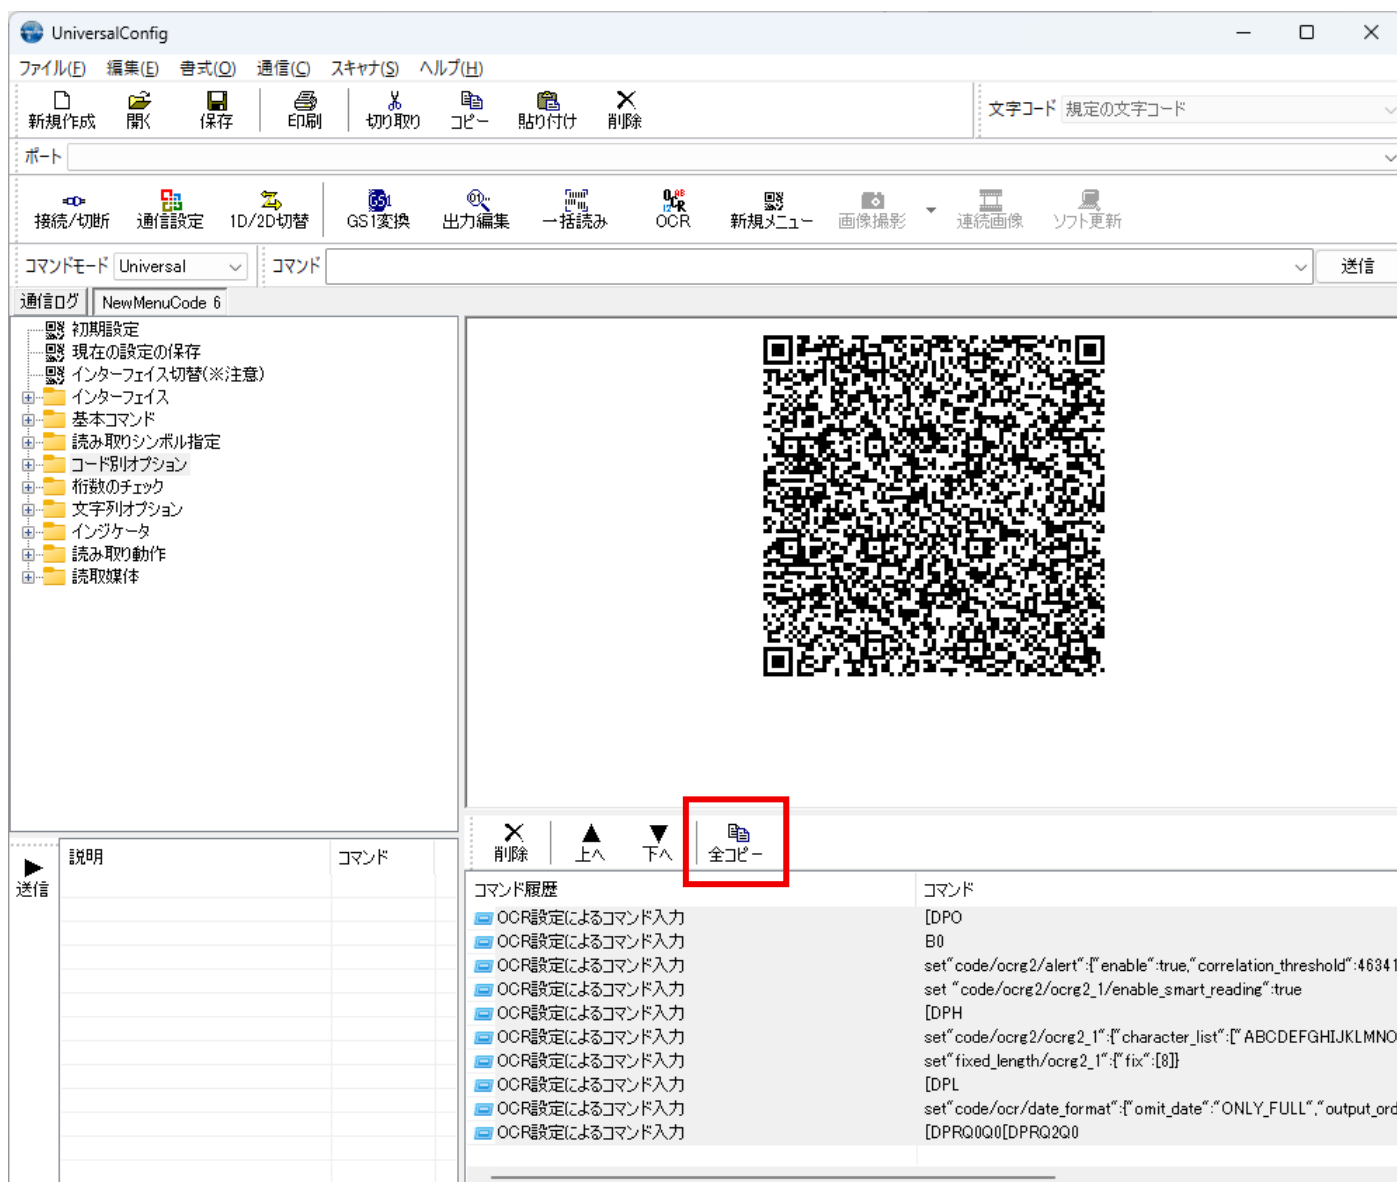 UniversalConfig
ファイル(F) 編集(E) 書式(O) 通信(C) スキャナ(S) ヘルプ(H)
新規作成 開く 保存 印刷 切り取り コピー 貼り付け 削除 文字コード 規定の文字コード
ポート
接続/切断 通信設定 1D/2D切替 GS1変換 出力編集 一括読み OCR 新規メニュー 画像撮影 連続画像 ソフト更新
コマンドモード Universal コマンド 送信
通信ログ NewMenuCode 6
初期設定
現在の設定の保存
インターフェイス切替(※注意)
インターフェイス
基本コマンド
読み取りシンボル指定
コード別オプション
桁数のチェック
文字列オプション
インジケータ
読み取り動作
読取媒体
削除 上へ 下へ 全コピー
送信 説明 コマンド
コマンド履歴 コマンド
OCR設定によるコマンド入力 [DPO
OCR設定によるコマンド入力 B0
OCR設定によるコマンド入力 set"code/ocrg2/alert":{"enable":true,"correlation_threshold":46341
OCR設定によるコマンド入力 set "code/ocrg2/ocrg2_1/enable_smart_reading":true
OCR設定によるコマンド入力 [DPH
OCR設定によるコマンド入力 set"code/ocrg2/ocrg2_1":{"character_list":["ABCDEFGHIJKLMNO
OCR設定によるコマンド入力 set"fixed_length/ocrg2_1":{"fix":[8]}
OCR設定によるコマンド入力 [DPL
OCR設定によるコマンド入力 set"code/ocr/date_format":{"omit_date":"ONLY_FULL","output_ord
OCR設定によるコマンド入力 [DPRQ0Q0[DPRQ2Q0